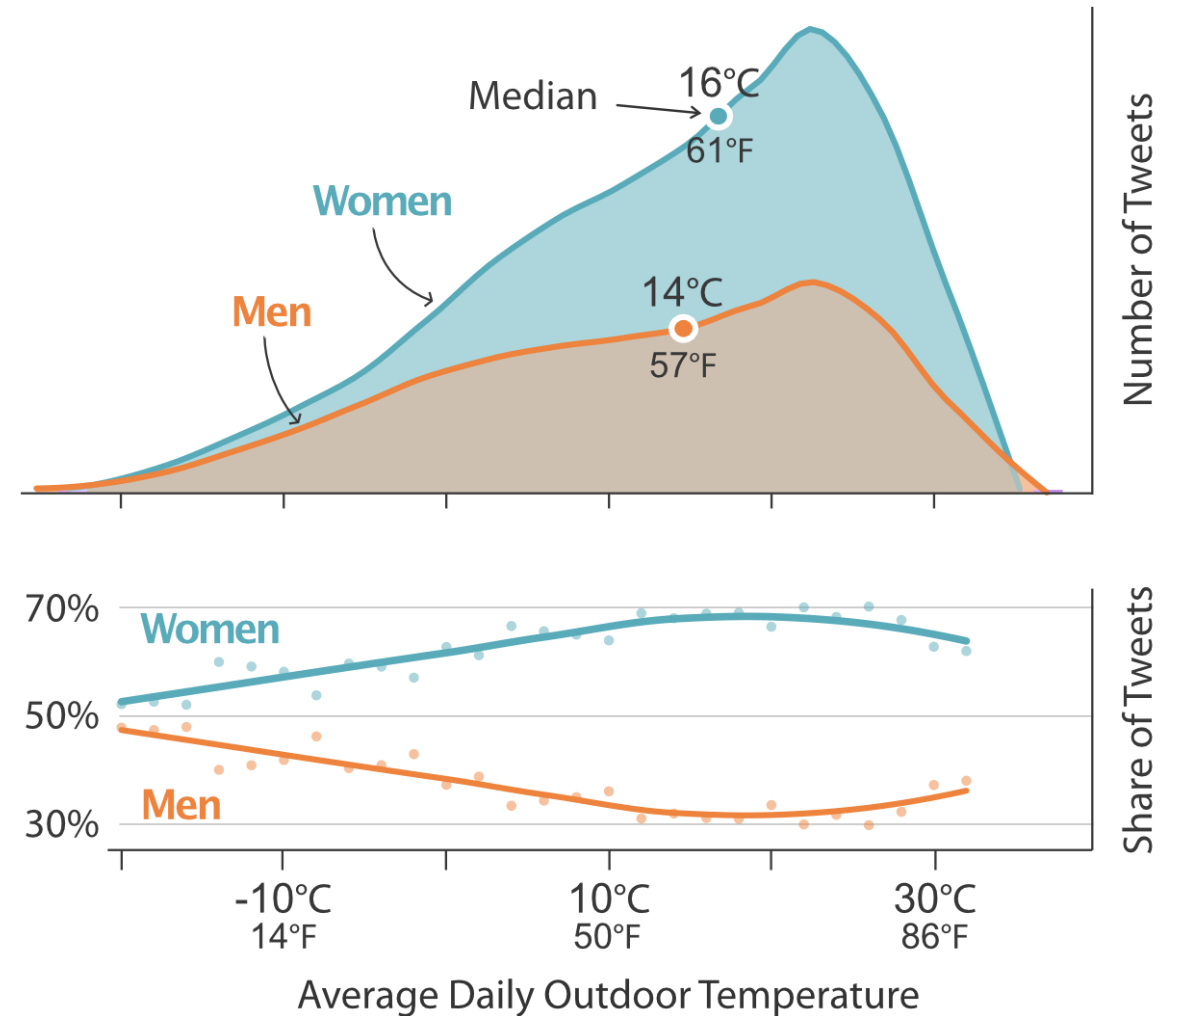 16°C
Median
61°F
Women
Men
14°C
57°F
Number of Tweets
70%
Women
50%
Men
30%
Share of Tweets
-10°C
10°C
30°C
14°F
50°F
86°F
Average Daily Outdoor Temperature